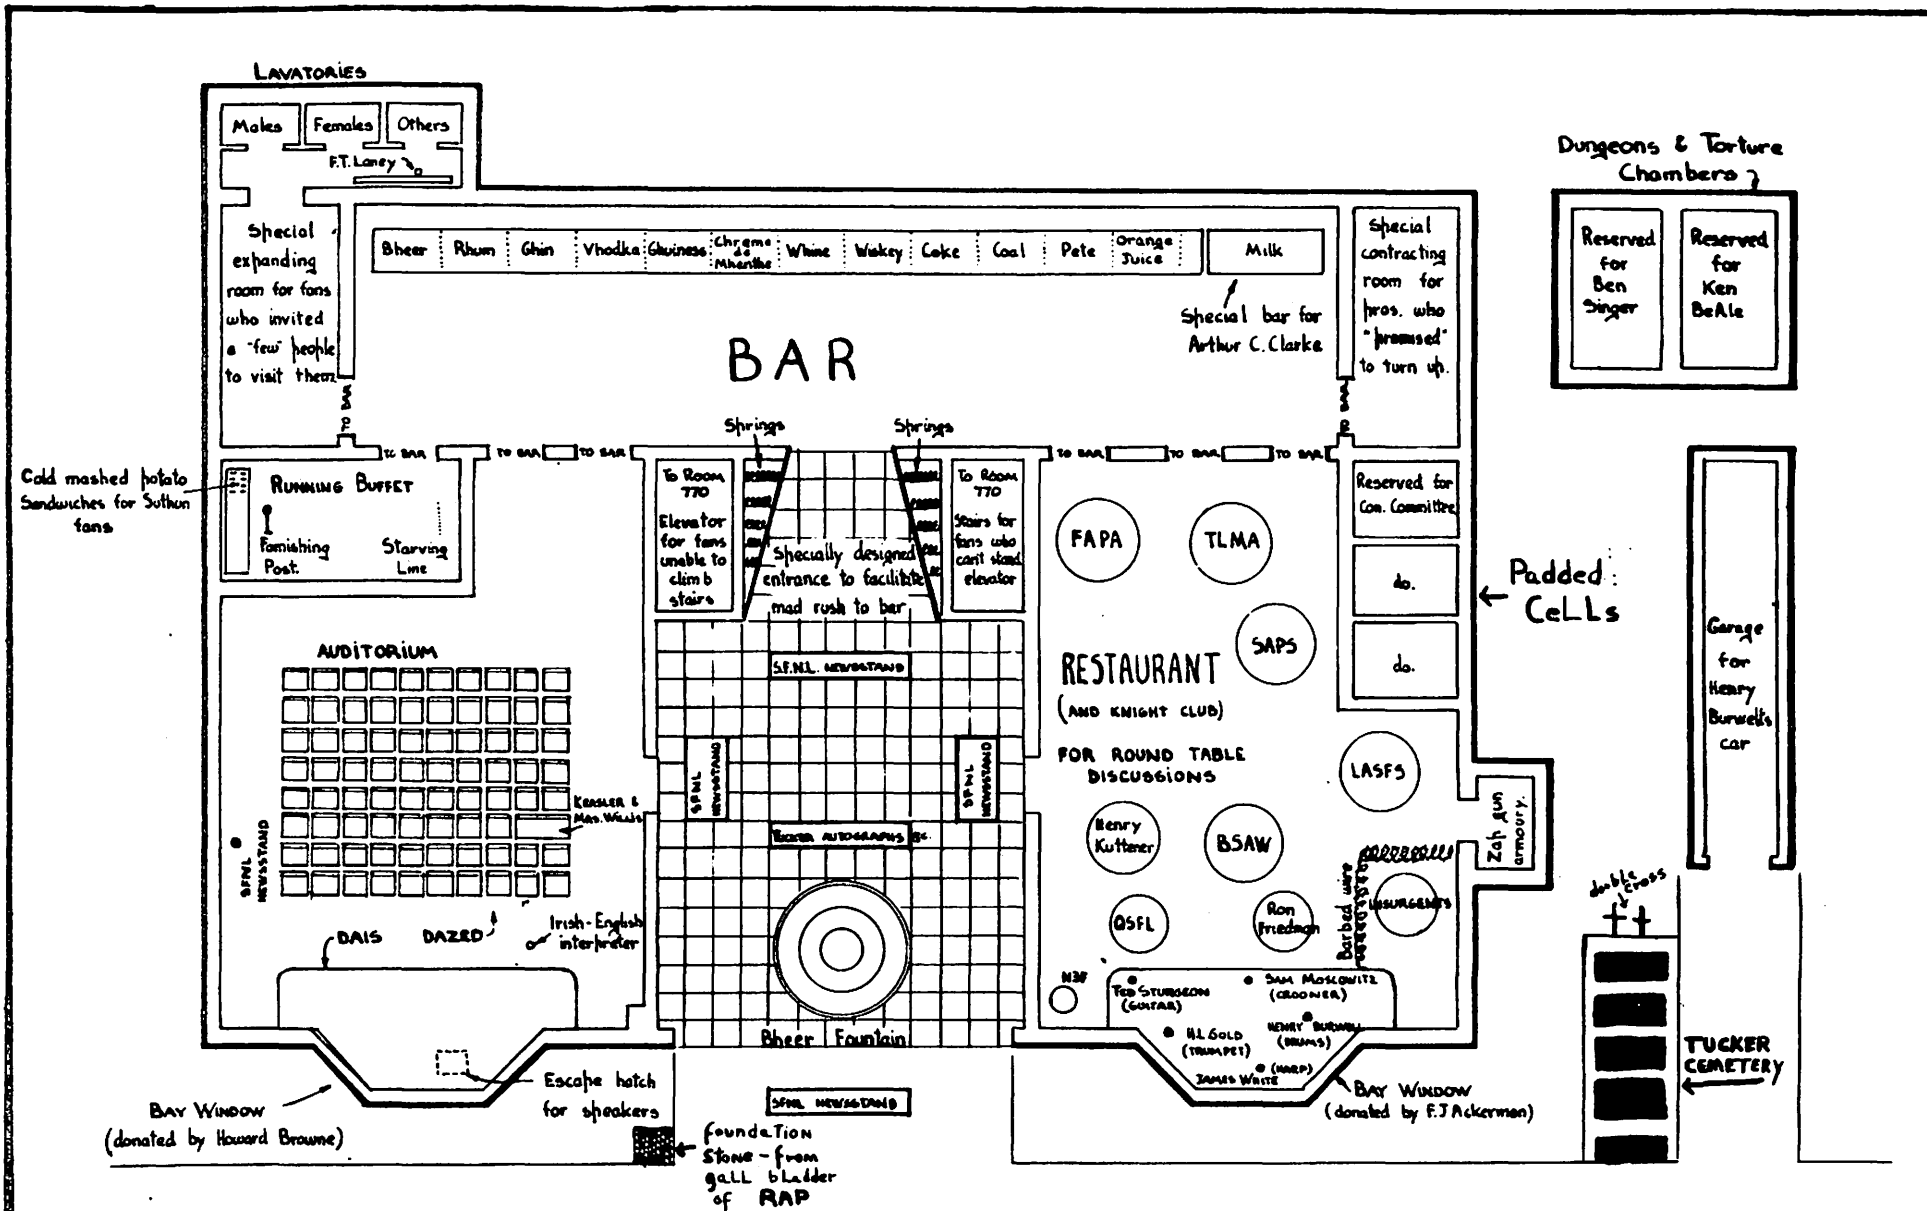 LAVATORIES
Males
Females
Others
F.T. Laney
Special
expanding
room for fans
who invited
a "few" people
to visit them
Bheer
Rhum
Ghin
Vhodka
Ghuiness
Chreme
de
Mhenthe
Whine
Wiskey
Coke
Coal
Pete
Orange
Juice
Milk
Special bar for
Arthur C. Clarke
BAR
Special
contracting
room for
pros. who
"promised"
to turn up.
TO BAR
TO BAR
Dungeons & Torture
Chambers
Reserved
for
Ben
Singer
Reserved
for
Ken
BeAle
TO BAR
TO BAR
TO BAR
TO BAR
TO BAR
TO BAR
Springs
Springs
Cold mashed potato
Sandwiches for Suthun
fans
RUNNING BUFFET
Famishing
Post.
Starving
Line
To Room
770
Elevator
for fans
unable to
climb
stairs
Specially designed
entrance to facilitate
mad rush to bar
To Room
770
Stairs for
fans who
can't stand
elevator
FAPA
TLMA
SAPS
Reserved for
Con. Committee
do.
do.
Padded
CeLLs
Garage
for
Henry
Burwell's
car
AUDITORIUM
S.F.N.L. NEWSSTAND
SFNL
NEWSSTAND
SFNL
NEWSSTAND
RESTAURANT
(AND KNIGHT CLUB)
FOR ROUND TABLE
DISCUSSIONS
LASFS
KEASLER &
MRS. WILLIS
SFNL
NEWSSTAND
TUCKER AUTOGRAPHS 5c.
Henry
Kuttener
BSAW
Zap gun
armoury.
Barbed wire
INSURGENTS
QSFL
Ron
Friedman
double
cross
DAIS
DAZED
Irish-English
interpreter
N3F
TED STURGEON
(GUITAR)
SAM MOSCOWITZ
(CROONER)
H.L. GOLD
(TRUMPET)
HENRY BURWELL
(DRUMS)
(HARP)
JAMES WHITE
Bheer Fountain
TUCKER
CEMETERY
Escape hatch
for speakers
BAY WINDOW
(donated by Howard Browne)
SFNL NEWSSTAND
BAY WINDOW
(donated by F.J Ackerman)
foundation
stone - from
gall bladder
of RAP